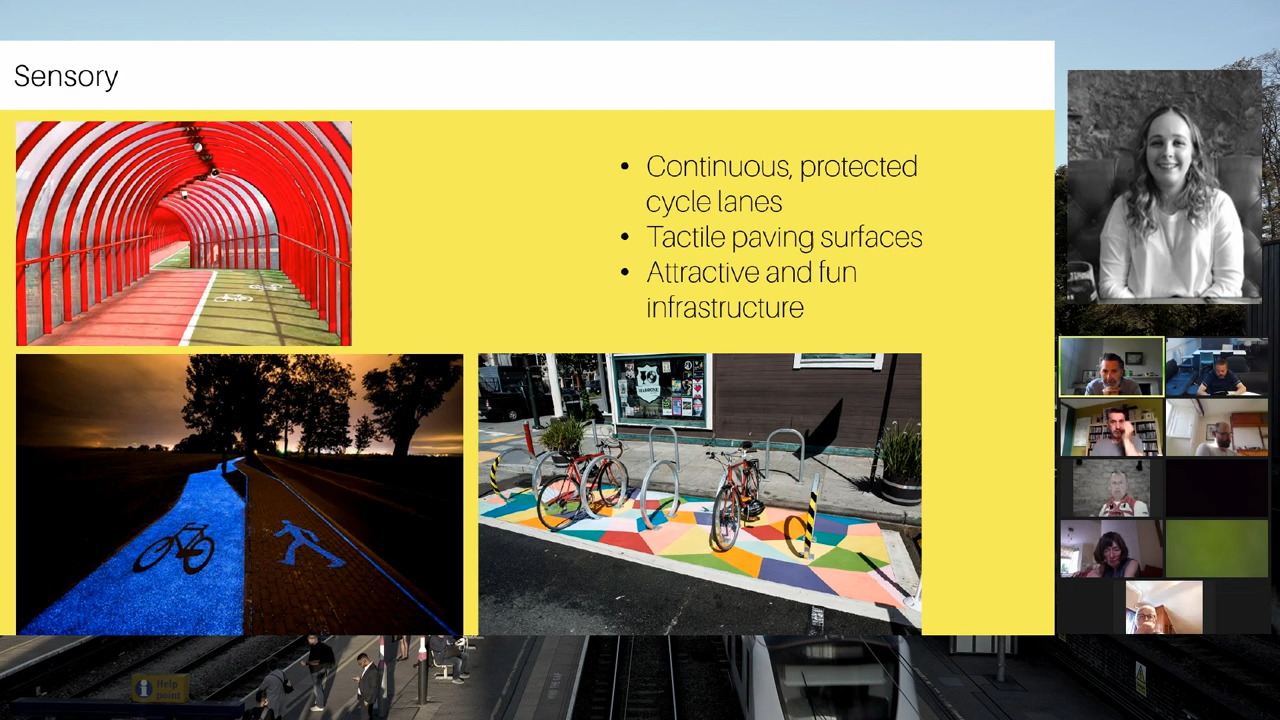 Sensory
• Continuous, protected
cycle lanes
• Tactile paving surfaces
• Attractive and fun
infrastructure
Help
point